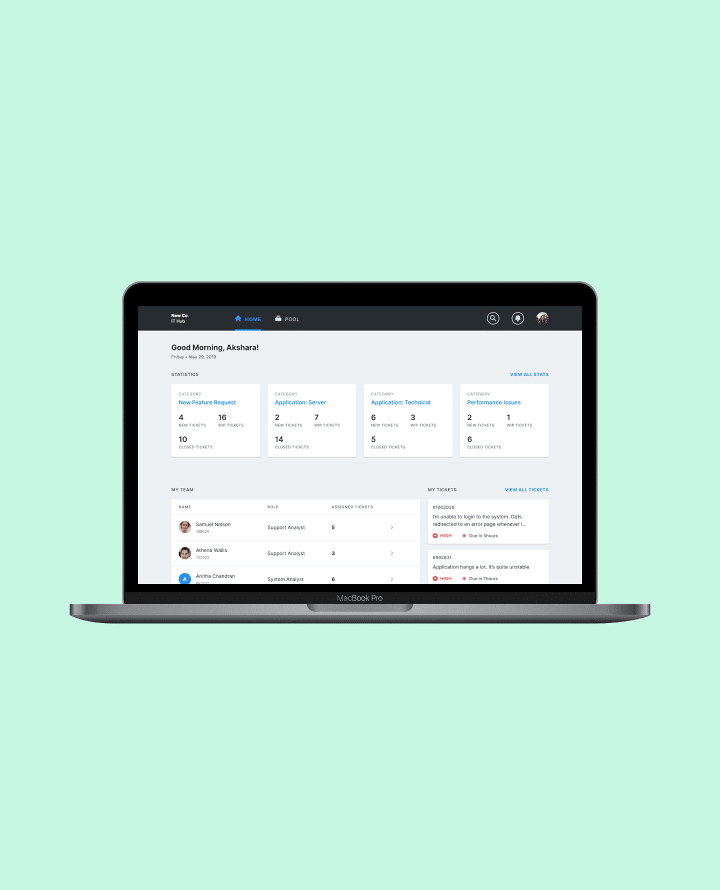 New Co.
IT Hub
HOME
POOL
Good Morning, Akshara!
Friday • May 29, 2019
STATISTICS
VIEW ALL STATS
CATEGORY
New Feature Request
4
NEW TICKETS
16
WIP TICKETS
10
CLOSED TICKETS
CATEGORY
Application: Server
2
NEW TICKETS
7
WIP TICKETS
14
CLOSED TICKETS
CATEGORY
Application: Technical
6
NEW TICKETS
3
WIP TICKETS
5
CLOSED TICKETS
CATEGORY
Performance Issues
2
NEW TICKETS
1
WIP TICKETS
6
CLOSED TICKETS
MY TEAM
NAME ROLE ASSIGNED TICKETS
Samuel Nelson Support Analyst 5
Athena Wallis Support Analyst 3
A Anitha Chandran System Analyst 6
MY TICKETS
VIEW ALL TICKETS
#1002830
I'm unable to login to the system. Gets
redirected to an error page whenever I...
HIGH Due in 5hours
#992831
Application hangs a lot. It's quite unstable
HIGH Due in 7hours
MacBook Pro